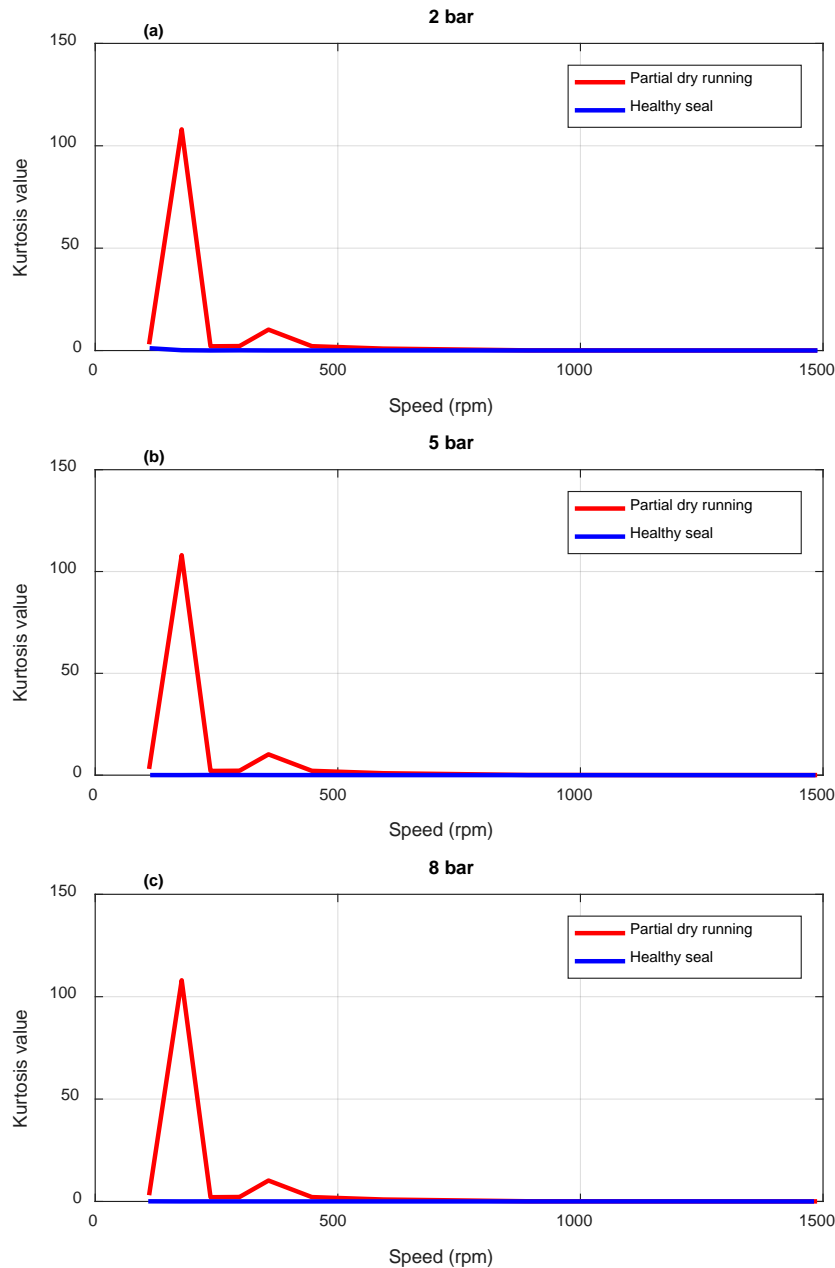 (a)
2 bar
150
100
50
0
Kurtosis value
Partial dry running
Healthy seal
0 500 1000 1500
Speed (rpm)
(b)
5 bar
150
100
50
0
Kurtosis value
Partial dry running
Healthy seal
0 500 1000 1500
Speed (rpm)
(c)
8 bar
150
100
50
0
Kurtosis value
Partial dry running
Healthy seal
0 500 1000 1500
Speed (rpm)